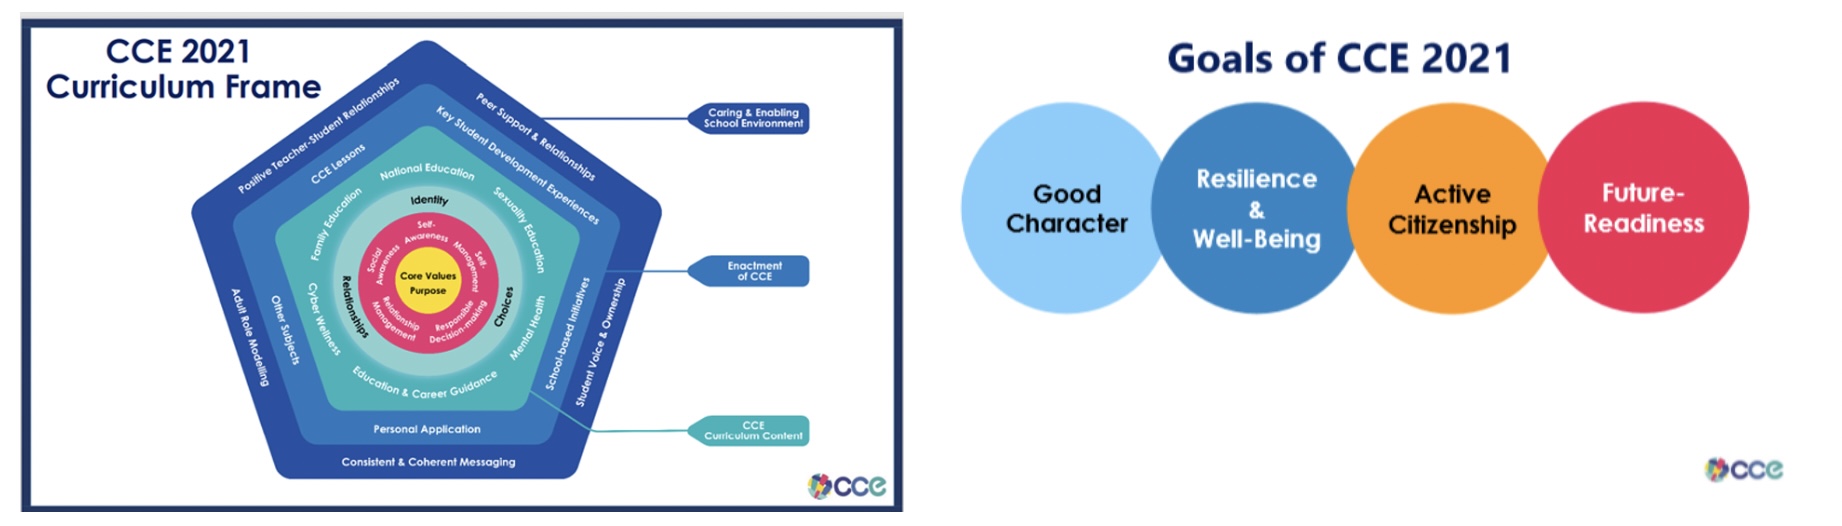 CCE 2021
Curriculum Frame
Positive Teacher-Student Relationships
Peer Support & Relationships
Caring & Enabling
School Environment
CCE Lessons
Key Student Development Experiences
National Education
Family Education
Sexuality Education
Identity
Self-
Awareness
Social
Awareness
Self-
Management
Core Values
Purpose
Enactment
of CCE
Relationships
Choices
Relationship
Management
Responsible
Decision-making
Cyber Wellness
Mental Health
Adult Role Modelling
Other Subjects
School-based Initiatives
Student Voice & Ownership
Education & Career Guidance
Personal Application
CCE
Curriculum Content
Consistent & Coherent Messaging
cce
Goals of CCE 2021
Good
Character
Resilience
&
Well-Being
Active
Citizenship
Future-
Readiness
cce